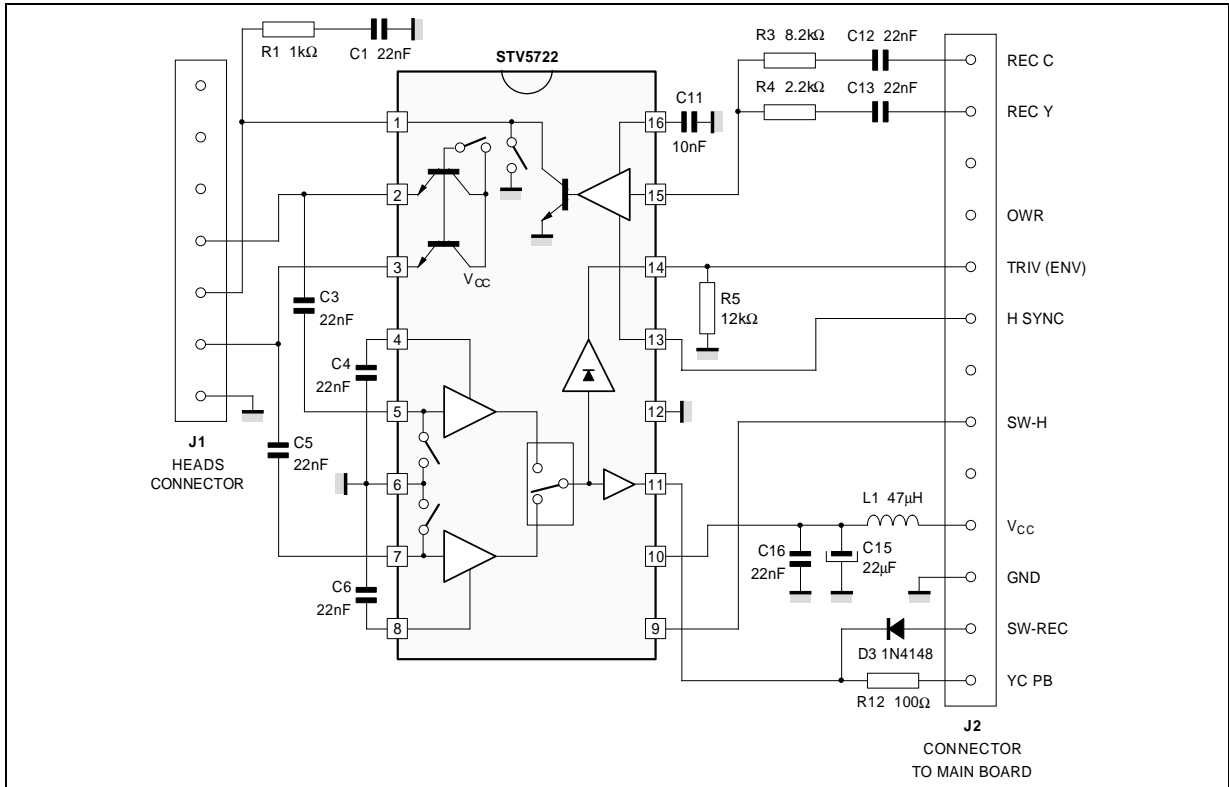 R1 1kΩ
C1 22nF
STV5722
R3 8.2kΩ
C12 22nF
REC C
R4 2.2kΩ
C13 22nF
REC Y
C11
10nF
1
16
2
15
OWR
3
14
TRIV (ENV)
VCC
C3
22nF
R5
12kΩ
H SYNC
4
13
C4
22nF
5
12
SW-H
J1
HEADS
CONNECTOR
C5
22nF
6
11
L1 47µH
VCC
7
10
C16
22nF
C15
22µF
GND
C6
22nF
8
9
SW-REC
D3 1N4148
YC PB
R12 100Ω
J2
CONNECTOR
TO MAIN BOARD